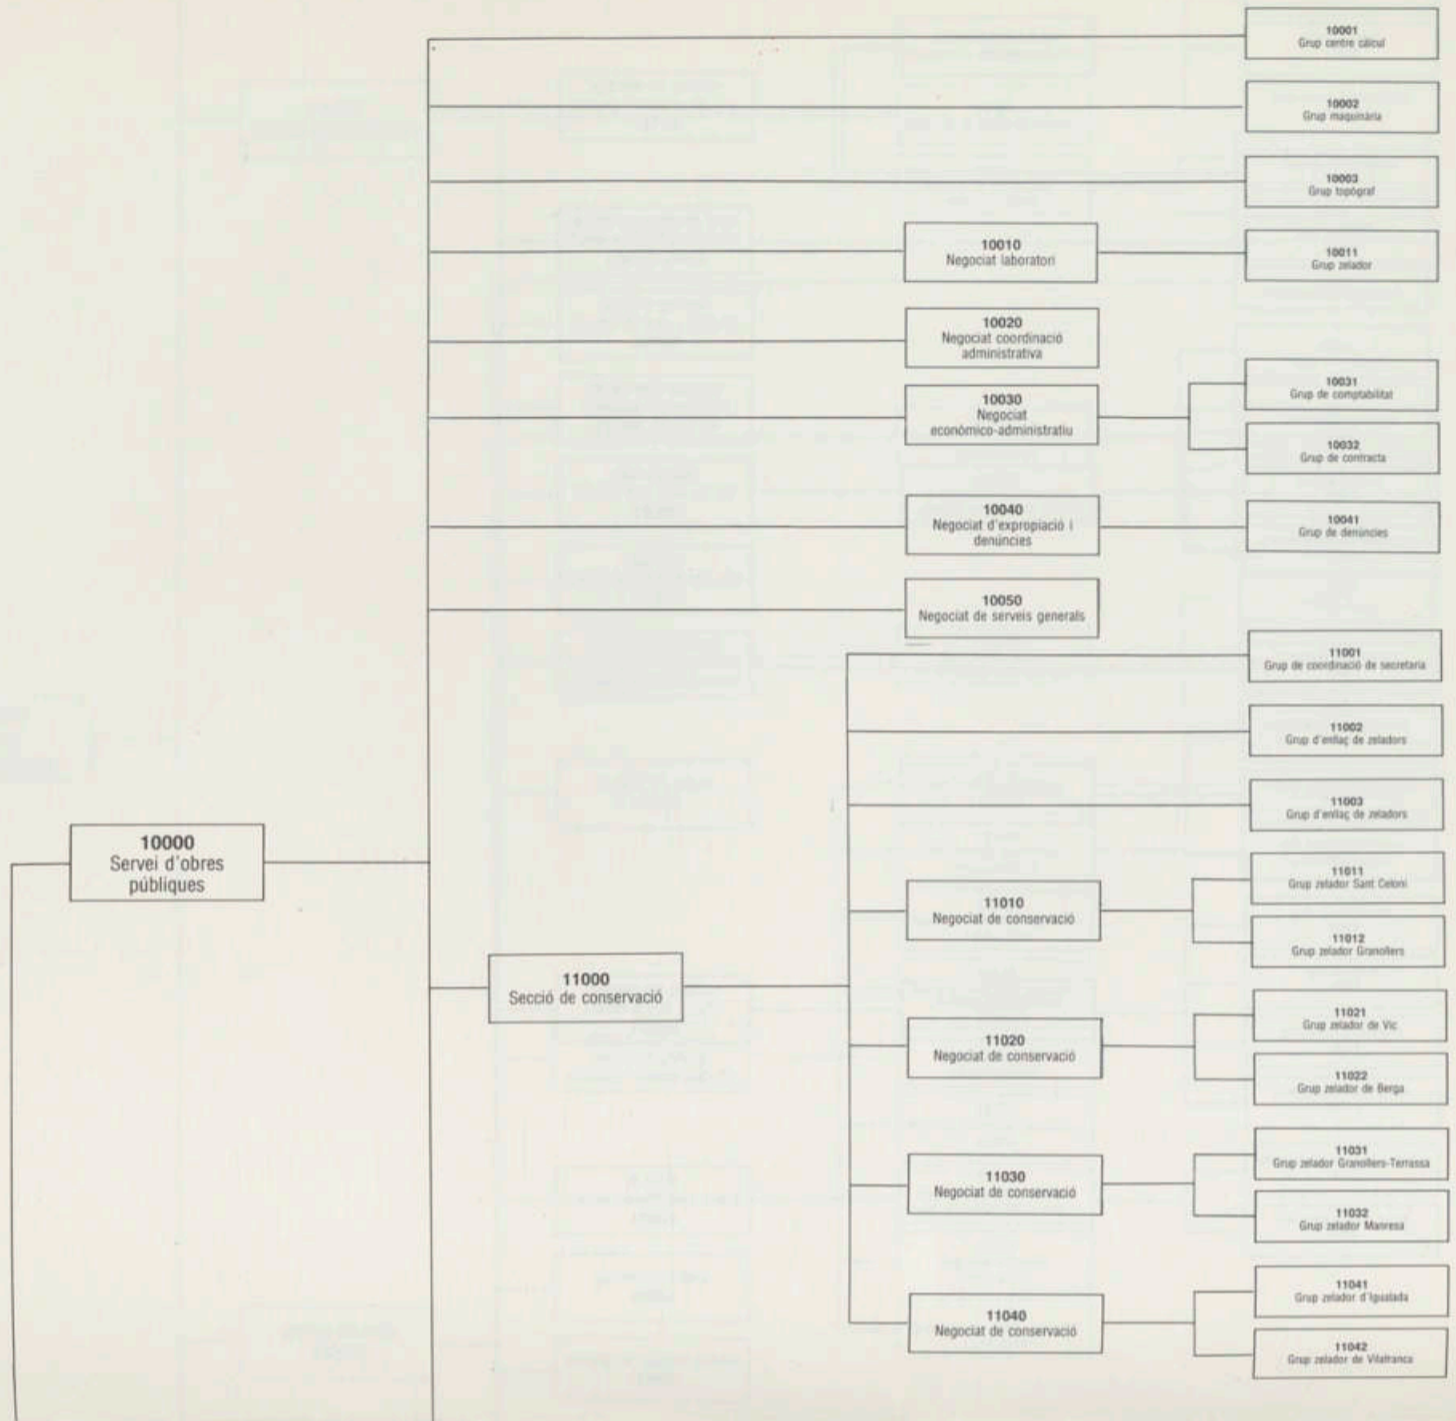 10001
Grup centre càlcul
10002
Grup maquinària
10003
Grup topògraf
10010
Negociat laboratori
10011
Grup zelador
10020
Negociat coordinació
administrativa
10030
Negociat
econòmico-administratiu
10031
Grup de comptabilitat
10032
Grup de contracta
10040
Negociat d'expropiació i
denúncies
10041
Grup de denúncies
10050
Negociat de serveis generals
11001
Grup de coordinació de secretaria
11002
Grup d'enllaç de zeladors
11003
Grup d'enllaç de zeladors
10000
Servei d'obres
públiques
11000
Secció de conservació
11010
Negociat de conservació
11011
Grup zelador Sant Celoni
11012
Grup zelador Granollers
11020
Negociat de conservació
11021
Grup zelador de Vic
11022
Grup zelador de Berga
11030
Negociat de conservació
11031
Grup zelador Granollers-Terrassa
11032
Grup zelador Manresa
11040
Negociat de conservació
11041
Grup zelador d'Igualada
11042
Grup zelador de Vilafranca